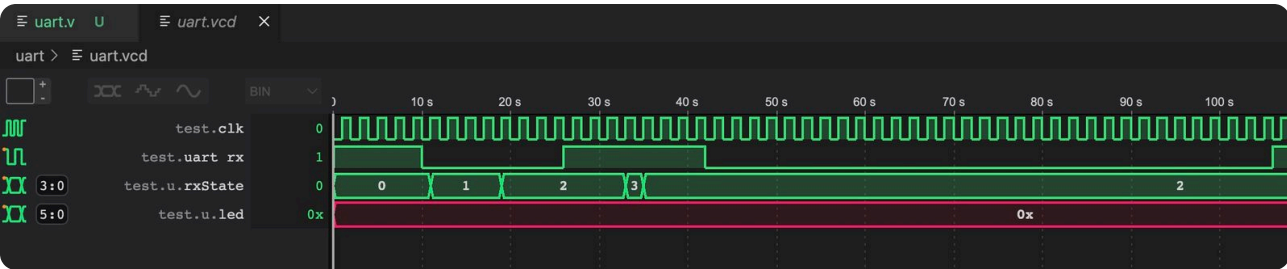 uart.v U uart.vcd ×
uart > uart.vcd
+
-
BIN
0 10 s 20 s 30 s 40 s 50 s 60 s 70 s 80 s 90 s 100 s
test.clk 0
test.uart rx 1
3:0 test.u.rxState 0 0 1 2 3 2
5:0 test.u.led 0x 0x